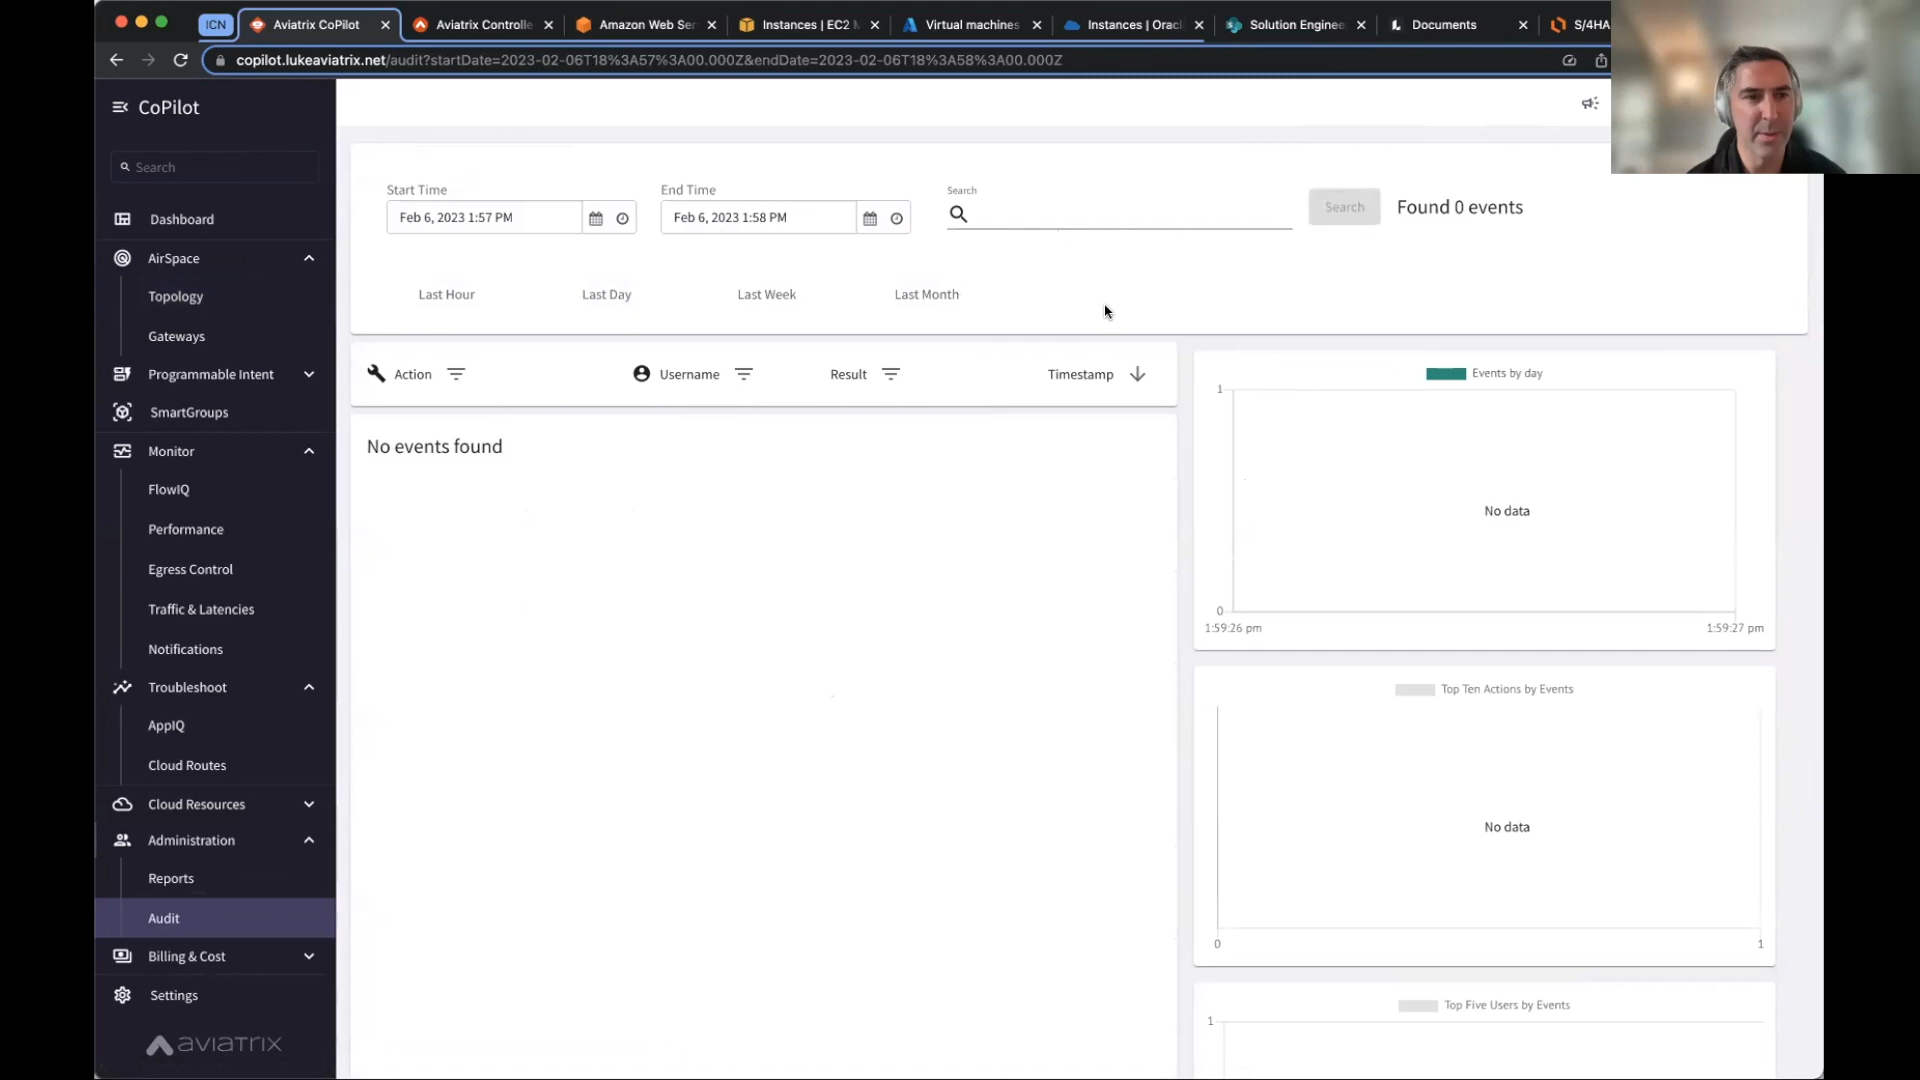 ICN
Aviatrix CoPilot
Aviatrix Controlle
Amazon Web Ser
Instances | EC2 M
Virtual machines
Instances | Oracl
Solution Enginee
Documents
S/4HA
copilot.lukeaviatrix.net/audit?startDate=2023-02-06T18%3A57%3A00.000Z&endDate=2023-02-06T18%3A58%3A00.000Z
CoPilot
Search
Dashboard
AirSpace
Topology
Gateways
Programmable Intent
SmartGroups
Monitor
FlowIQ
Performance
Egress Control
Traffic & Latencies
Notifications
Troubleshoot
AppIQ
Cloud Routes
Cloud Resources
Administration
Reports
Audit
Billing & Cost
Settings
aviatrix
Start Time
Feb 6, 2023 1:57 PM
End Time
Feb 6, 2023 1:58 PM
Search
Search
Found 0 events
Last Hour
Last Day
Last Week
Last Month
Action
Username
Result
Timestamp
No events found
Events by day
1
No data
0
1:59:26 pm
1:59:27 pm
Top Ten Actions by Events
No data
0
1
Top Five Users by Events
1